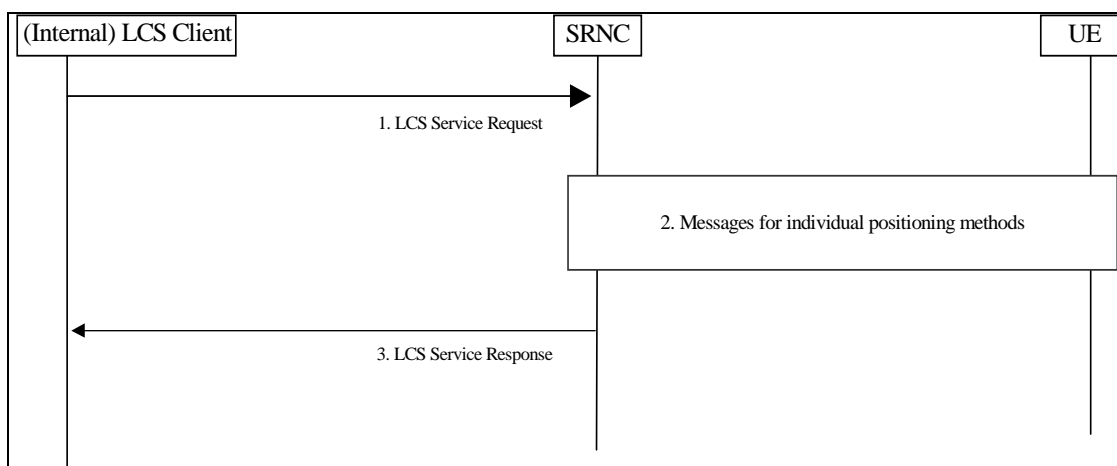 (Internal) LCS Client
SRNC
UE
1. LCS Service Request
2. Messages for individual positioning methods
3. LCS Service Response